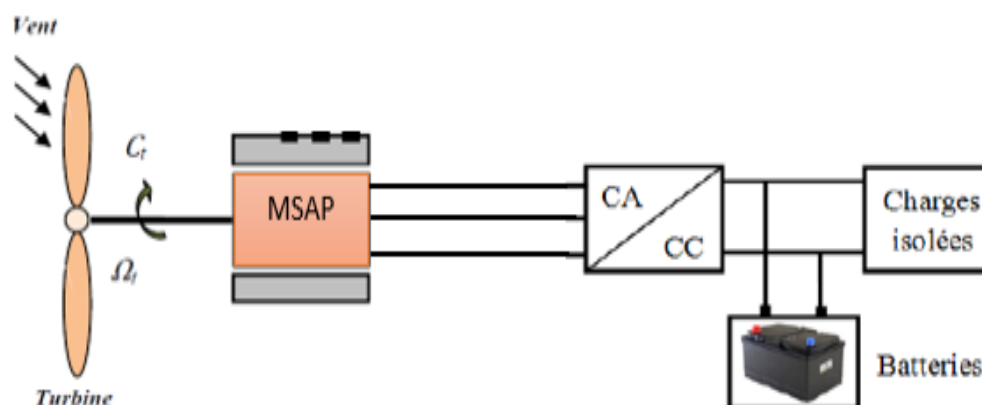 Vent
Cₜ
MSAP
CA
CC
Charges
isolées
Ωₜ
Batteries
Turbine